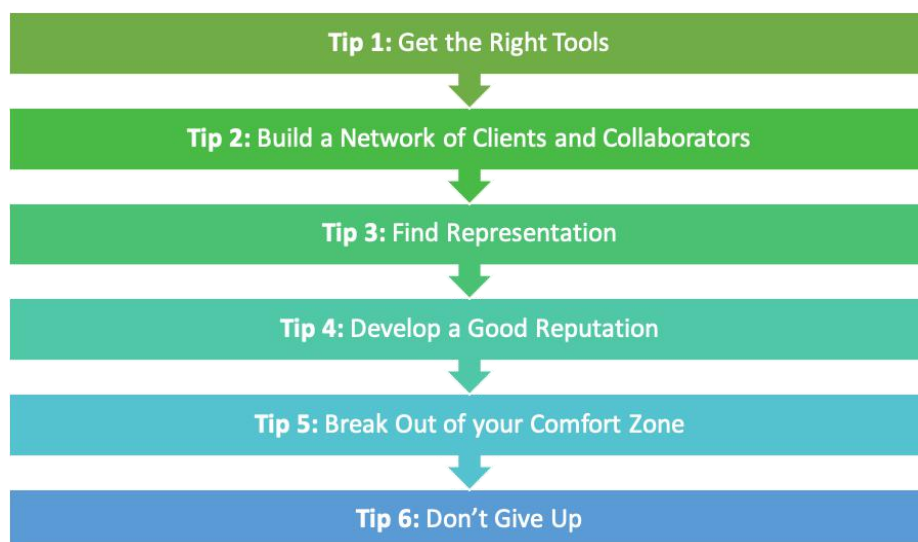 Tip 1: Get the Right Tools
Tip 2: Build a Network of Clients and Collaborators
Tip 3: Find Representation
Tip 4: Develop a Good Reputation
Tip 5: Break Out of your Comfort Zone
Tip 6: Don’t Give Up